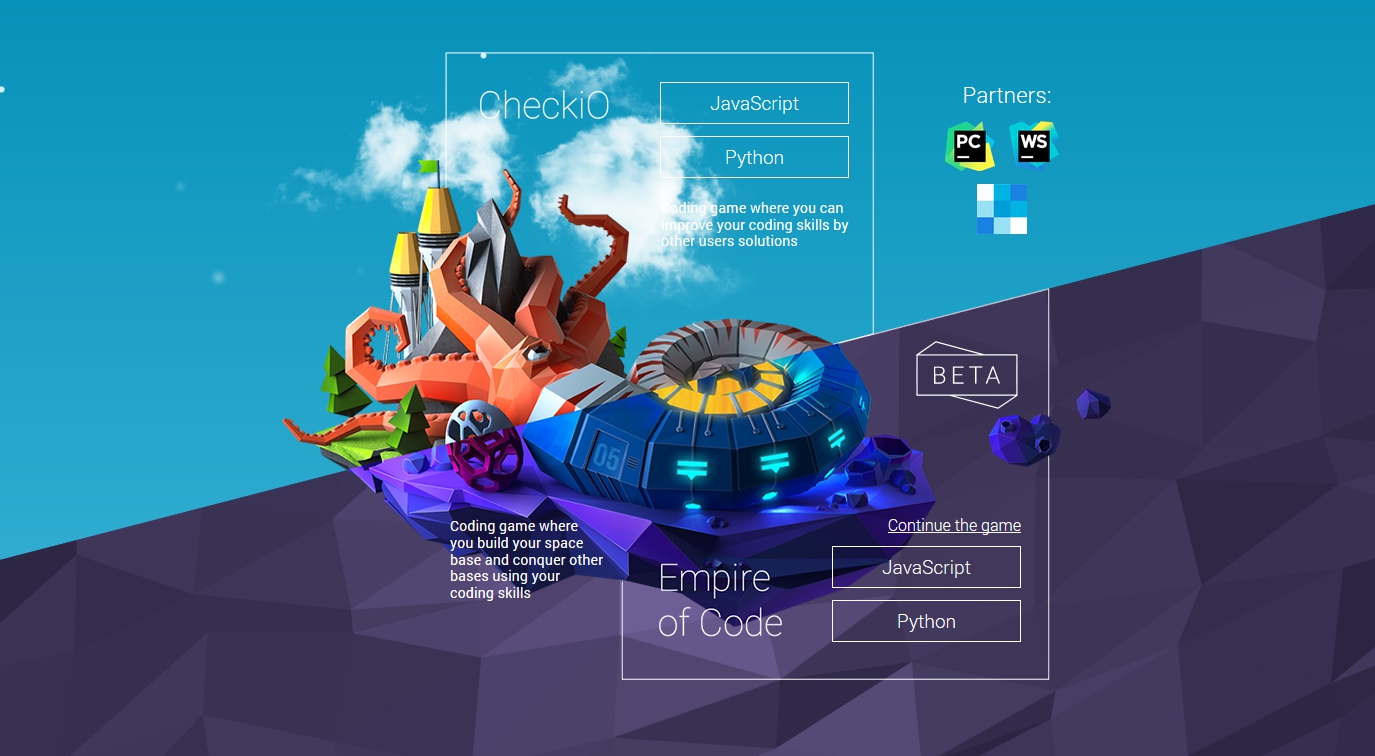 CheckiO
JavaScript
Python
Coding game where you can
improve your coding skills by
other users solutions
Partners:
PC
WS
BETA
05
Coding game where
you build your space
base and conquer other
bases using your
coding skills
Continue the game
Empire
of Code
JavaScript
Python